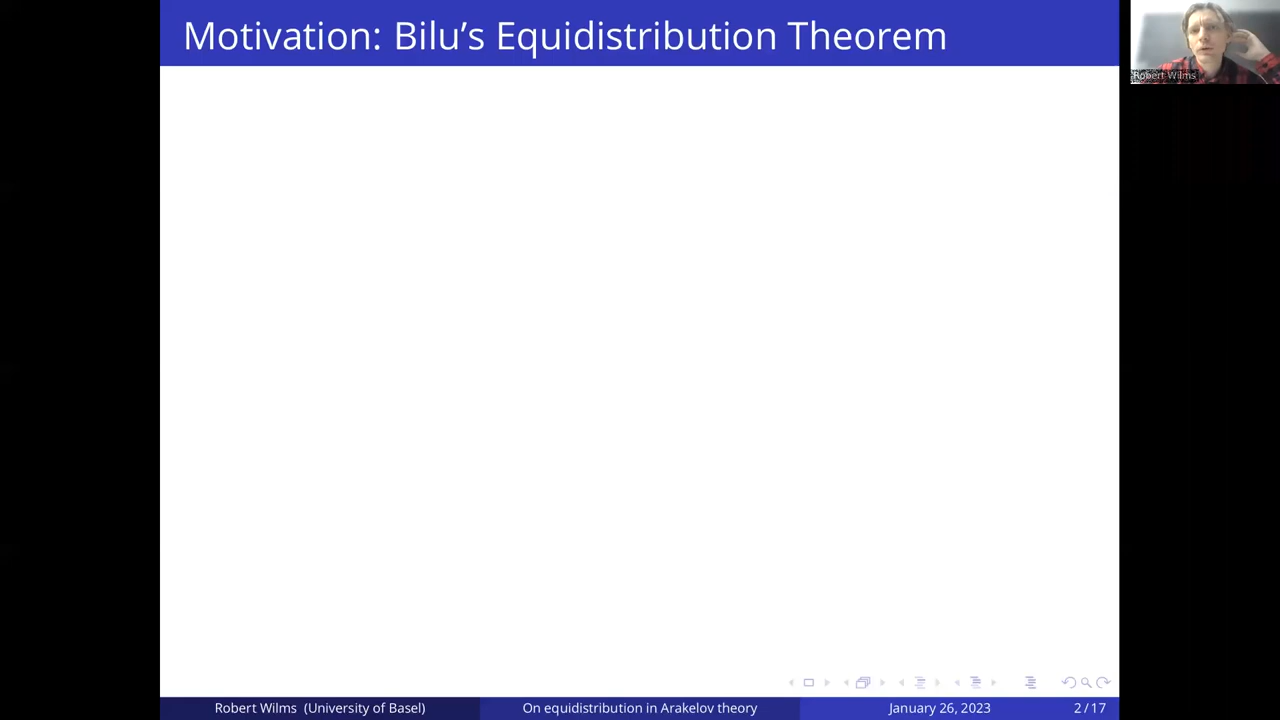 Motivation: Bilu's Equidistribution Theorem
Robert Wilms
Robert Wilms (University of Basel)
On equidistribution in Arakelov theory
January 26, 2023
2 / 17